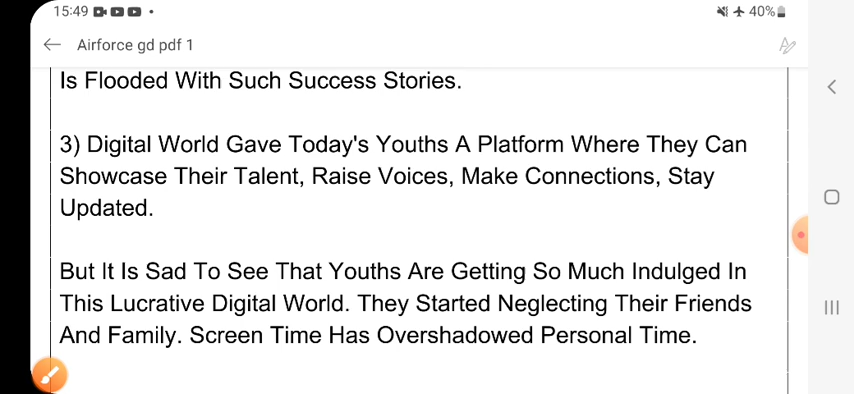 15:49
40%
Airforce gd pdf 1
Is Flooded With Such Success Stories.
3) Digital World Gave Today's Youths A Platform Where They Can
Showcase Their Talent, Raise Voices, Make Connections, Stay
Updated.
But It Is Sad To See That Youths Are Getting So Much Indulged In
This Lucrative Digital World. They Started Neglecting Their Friends
And Family. Screen Time Has Overshadowed Personal Time.